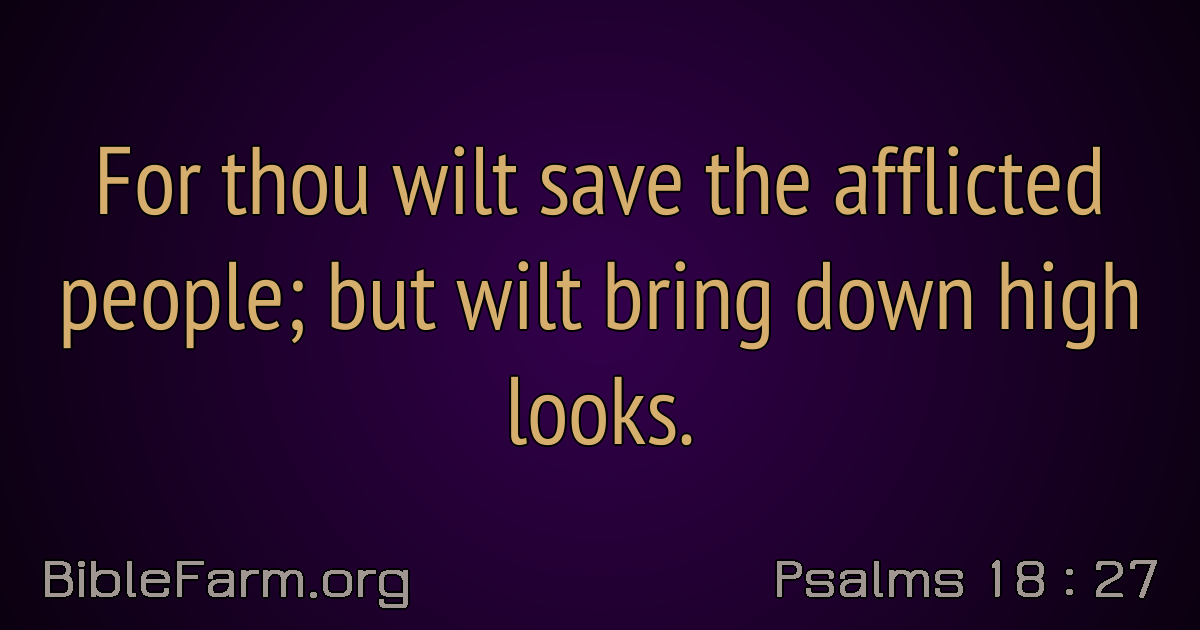 For thou wilt save the afflicted
people; but wilt bring down high
looks.
BibleFarm.org
Psalms 18 : 27